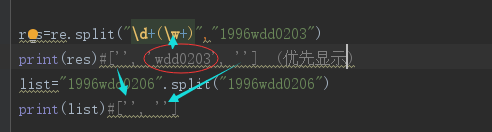 res=re.split("\d+(\w+)","1996wdd0203")
print(res)#['', 'wdd0203', ''] (优先显示)
list="1996wdd0206".split("1996wdd0206")
print(list)#['', '']